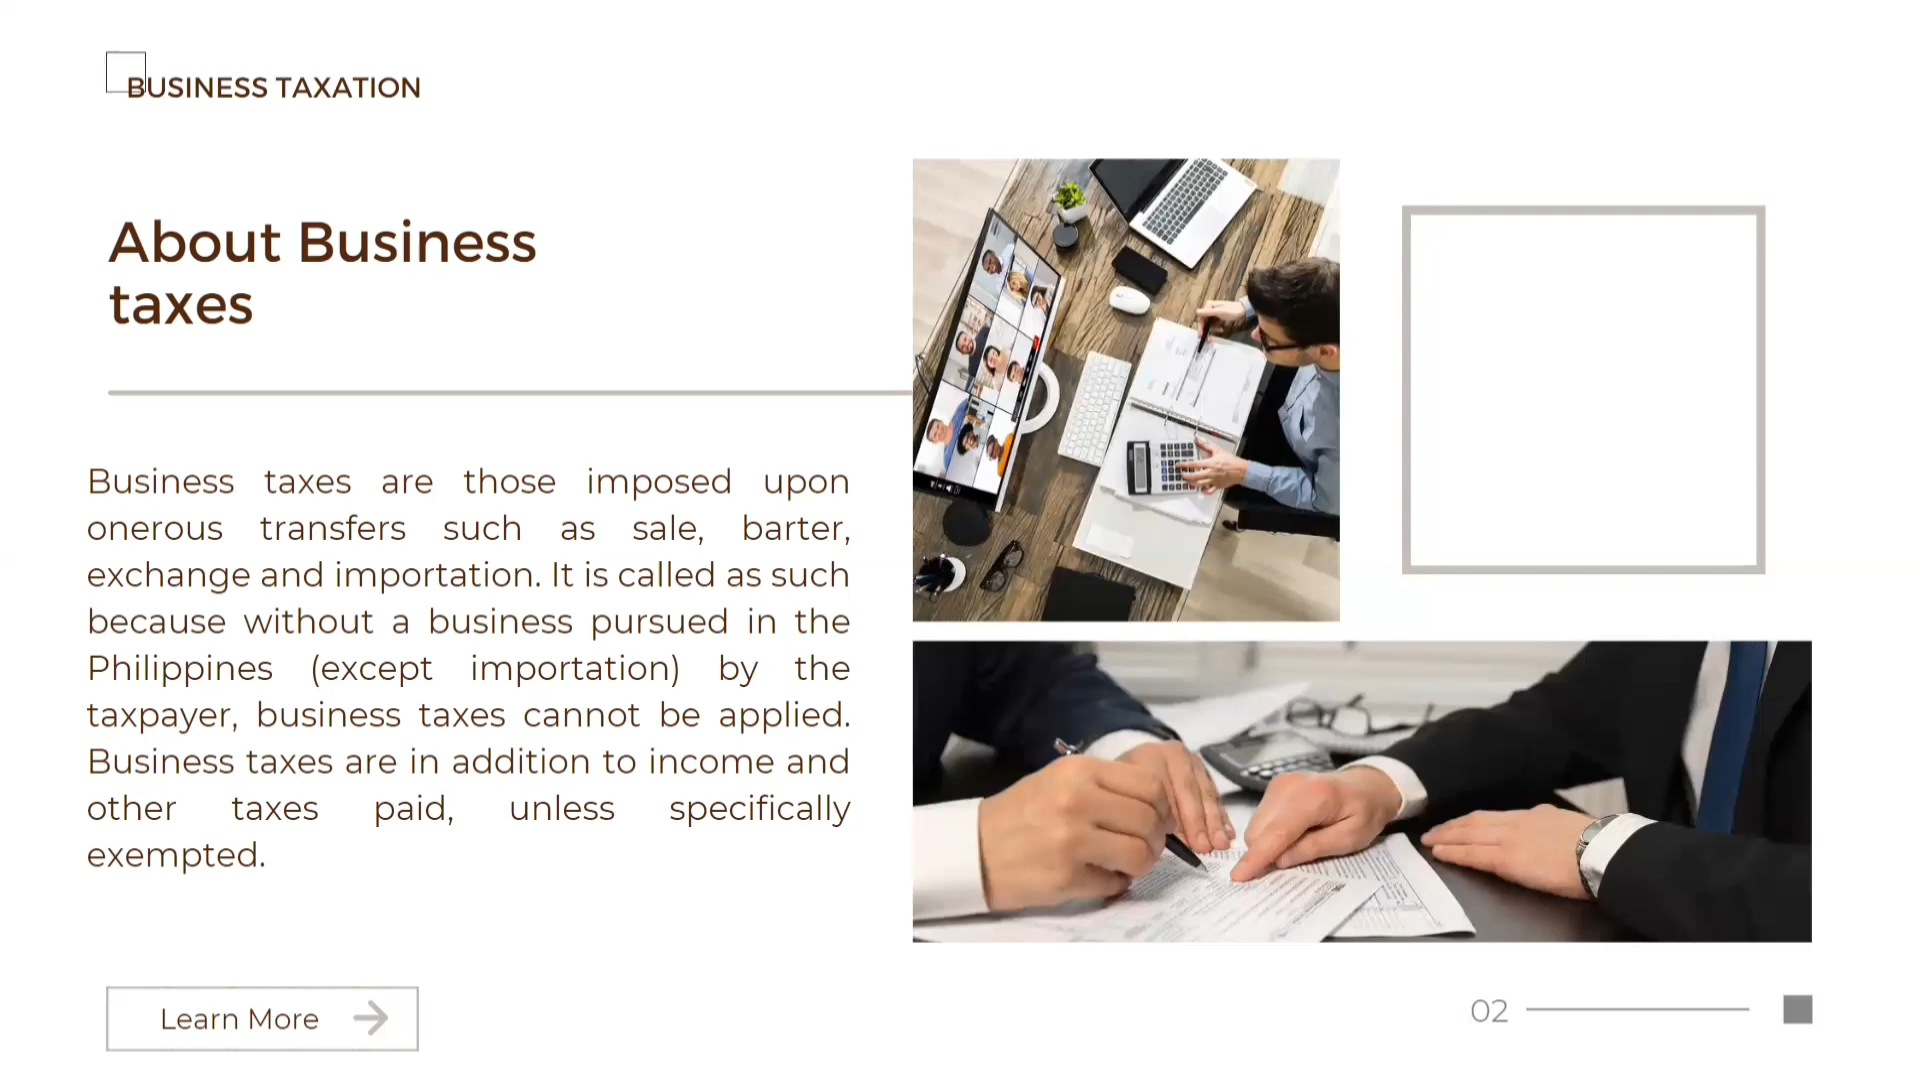 BUSINESS TAXATION
About Business
taxes
Business taxes are those imposed upon
onerous transfers such as sale, barter,
exchange and importation. It is called as such
because without a business pursued in the
Philippines (except importation) by the
taxpayer, business taxes cannot be applied.
Business taxes are in addition to income and
other taxes paid, unless specifically
exempted.
Learn More
02